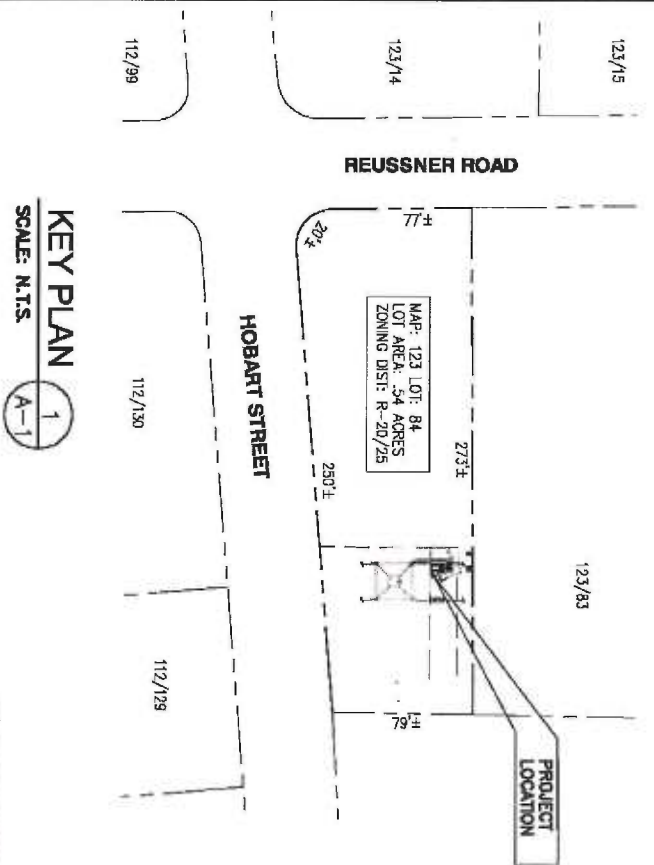 123/15
123/14
112/99
REUSSNER ROAD
77'±
20'±
MAP: 123 LOT: 84
LOT AREA: .54 ACRES
ZONING DIST: R-20/25
273'±
123/83
HOBART STREET
250'±
79'±
PROJECT
LOCATION
112/130
112/129
KEY PLAN
SCALE: N.T.S.
1
A-1